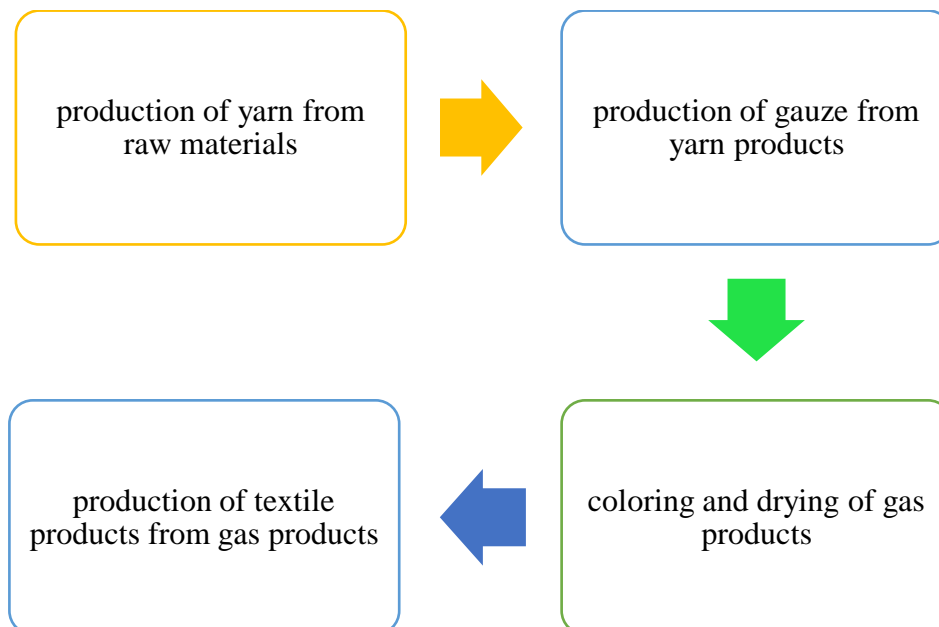 production of yarn from
raw materials
production of gauze from
yarn products
coloring and drying of gas
products
production of textile
products from gas products